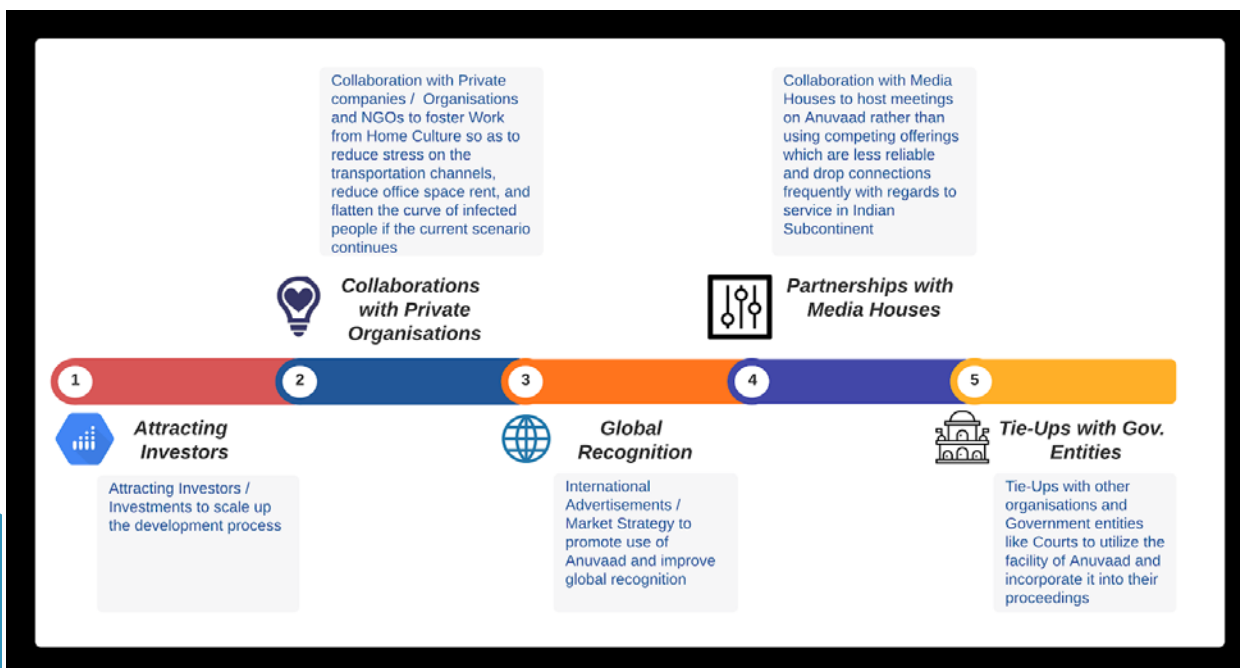 Collaboration with Private
companies /  Organisations
and NGOs to foster Work
from Home Culture so as to
reduce stress on the
transportation channels,
reduce office space rent, and
flatten the curve of infected
people if the current scenario
continues
Collaboration with Media
Houses to host meetings
on Anuvaad rather than
using competing offerings
which are less reliable
and drop connections
frequently with regards to
service in Indian
Subcontinent
Collaborations
with Private
Organisations
Partnerships with
Media Houses
1
2
3
4
5
Attracting
Investors
Global
Recognition
Tie-Ups with Gov.
Entities
Attracting Investors /
Investments to scale up
the development process
International
Advertisements /
Market Strategy to
promote use of
Anuvaad and improve
global recognition
Tie-Ups with other
organisations and
Government entities
like Courts to utilize the
facility of Anuvaad and
incorporate it into their
proceedings